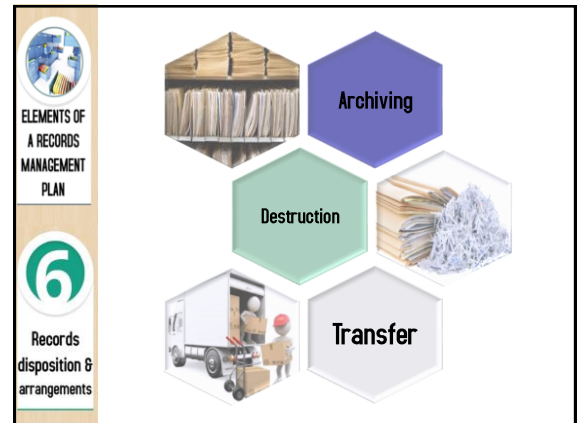 ELEMENTS OF
A RECORDS
MANAGEMENT
PLAN
6
Records
disposition &
arrangements
Archiving
Destruction
Transfer